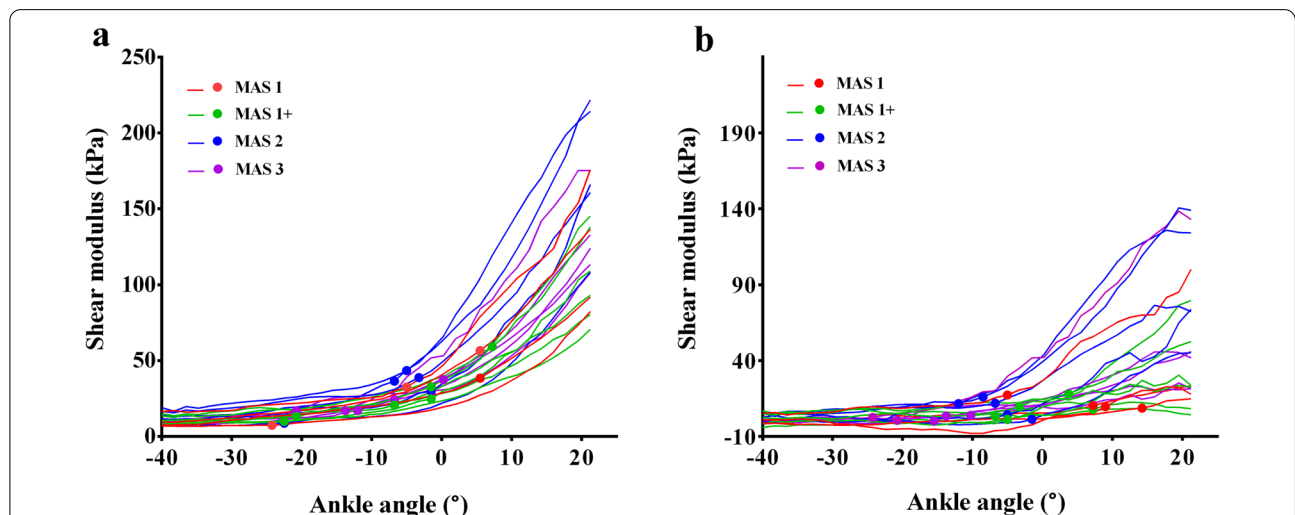 a
250
200
150
100
50
0
Shear modulus (kPa)
MAS 1
MAS 1+
MAS 2
MAS 3
-40 -30 -20 -10 0 10 20
Ankle angle (°)
b
190
140
90
40
-10
Shear modulus (kPa)
MAS 1
MAS 1+
MAS 2
MAS 3
-40 -30 -20 -10 0 10 20
Ankle angle (°)